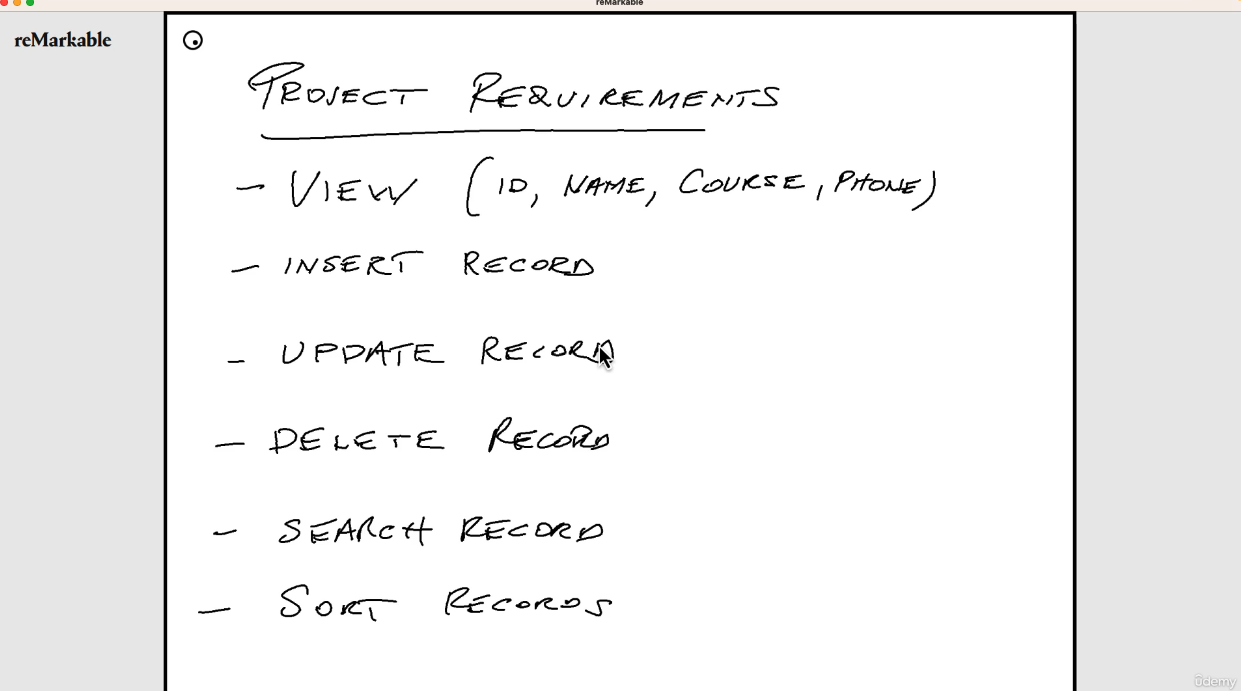 reMarkable
reMarkable
PROJECT REQUIREMENTS
- VIEW (ID, NAME, COURSE, PHONE)
- INSERT RECORD
- UPDATE RECORD
- DELETE RECORD
- SEARCH RECORD
- SORT RECORDS
ûdemy